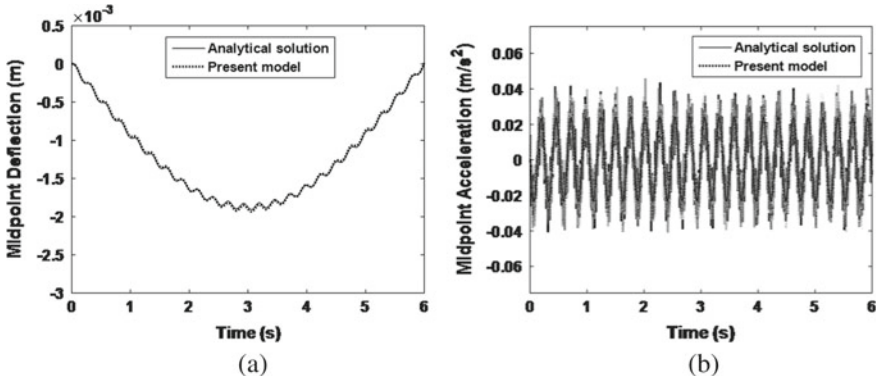 ×10⁻³
0.5
0
-0.5
-1
-1.5
-2
-2.5
-3
Midpoint Deflection (m)
Analytical solution
Present model
0 1 2 3 4 5 6
Time (s)
(a)
0.06
0.04
0.02
0
-0.02
-0.04
-0.06
Midpoint Acceleration (m/s²)
Analytical solution
Present model
0 1 2 3 4 5 6
Time (s)
(b)